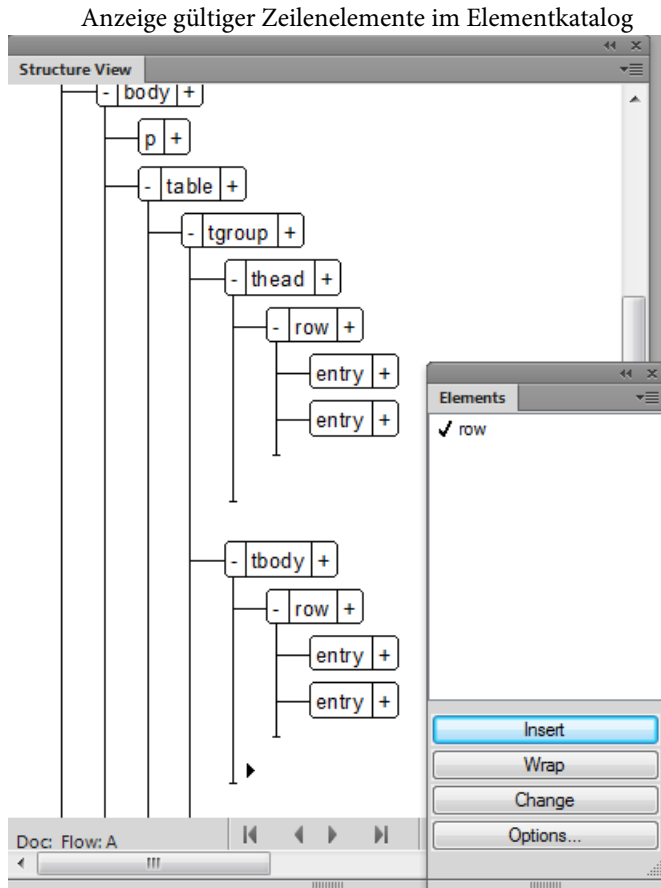 Anzeige gültiger Zeilenelemente im Elementkatalog
Structure View
- body +
p +
- table +
- tgroup +
- thead +
- row +
entry +
entry +
- tbody +
- row +
entry +
entry +
Doc: Flow: A
Elements
row
Insert
Wrap
Change
Options...